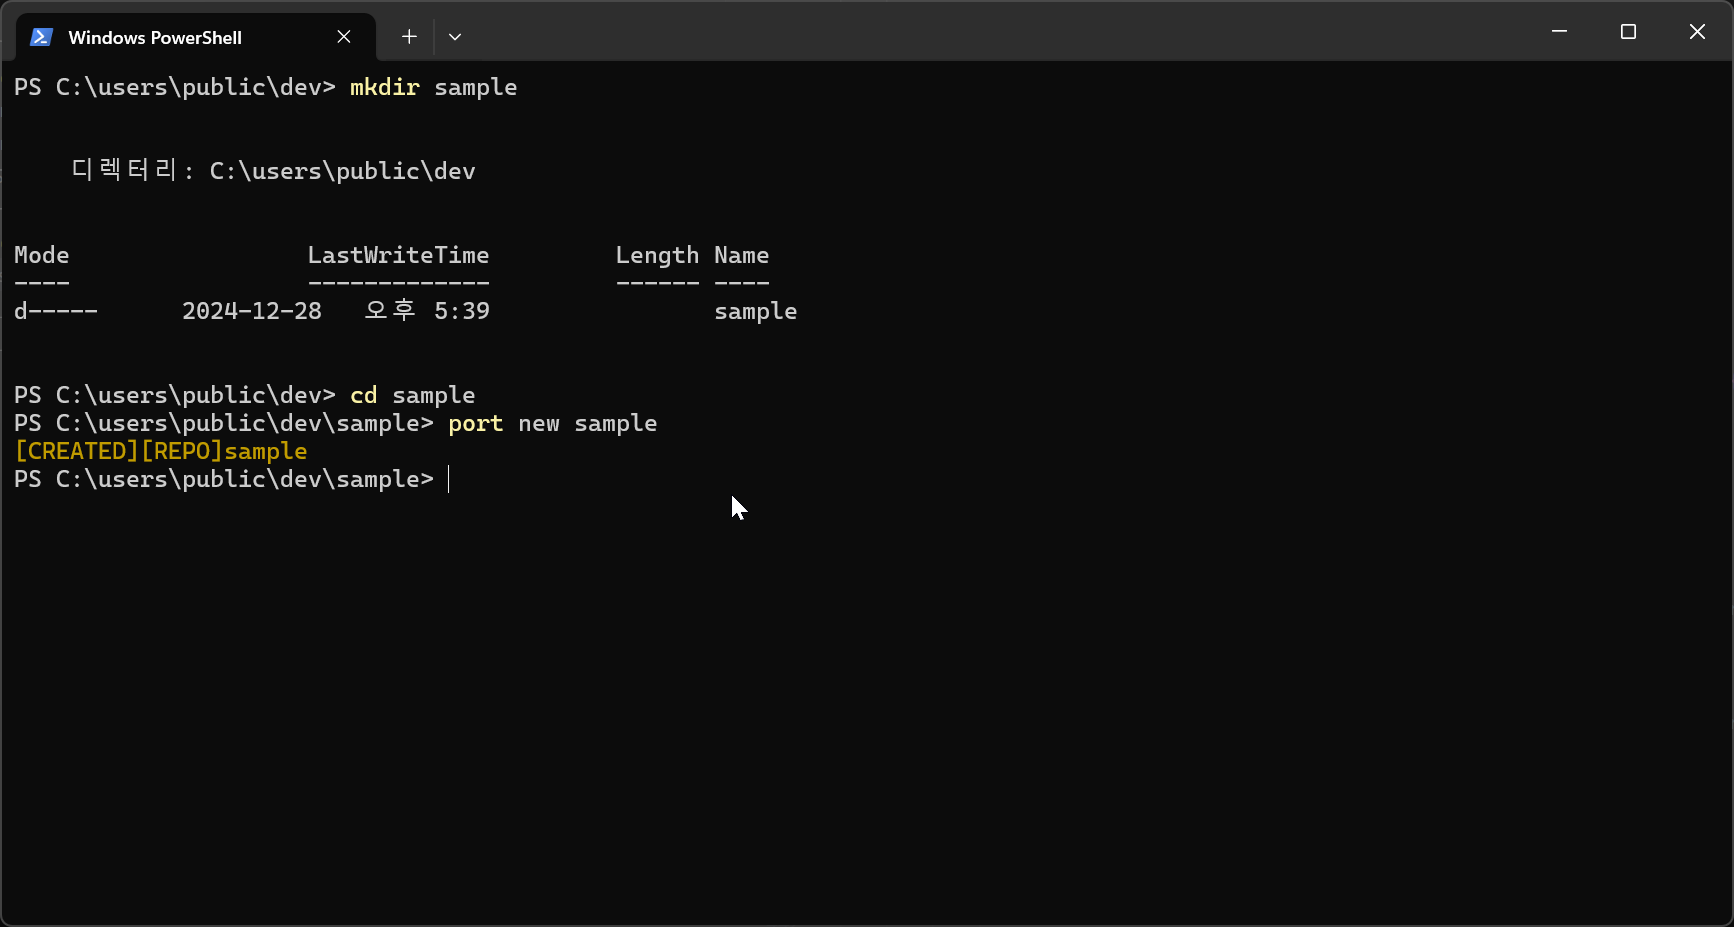 Windows PowerShell
PS C:\users\public\dev> mkdir sample
디렉터리: C:\users\public\dev
Mode                 LastWriteTime         Length Name
----                 -------------         ------ ----
d-----      2024-12-28   오후 5:39                sample
PS C:\users\public\dev> cd sample
PS C:\users\public\dev\sample> port new sample
[CREATED][REPO]sample
PS C:\users\public\dev\sample>